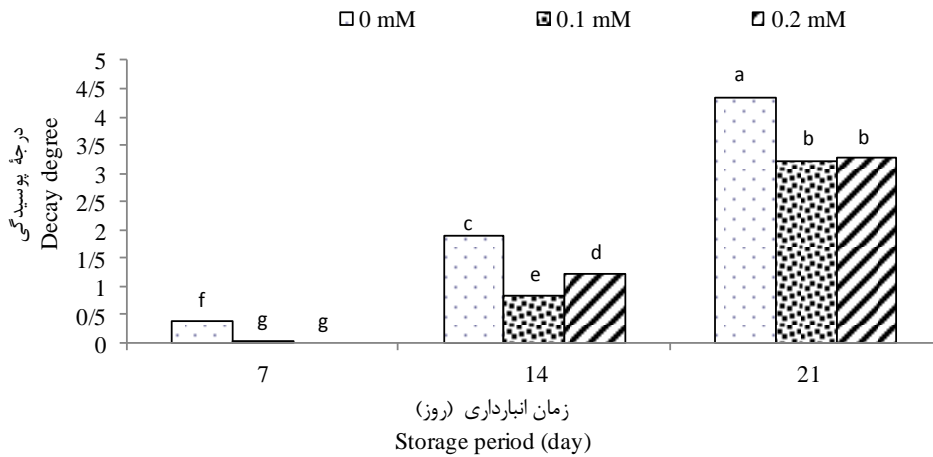 0 mM 0.1 mM 0.2 mM
درجهٔ پوسیدگی
Decay degree
5
4/5
4
3/5
3
2/5
2
1/5
1
0/5
0
f g g
c e d
a b b
7 14 21
زمان انبارداری (روز)
Storage period (day)